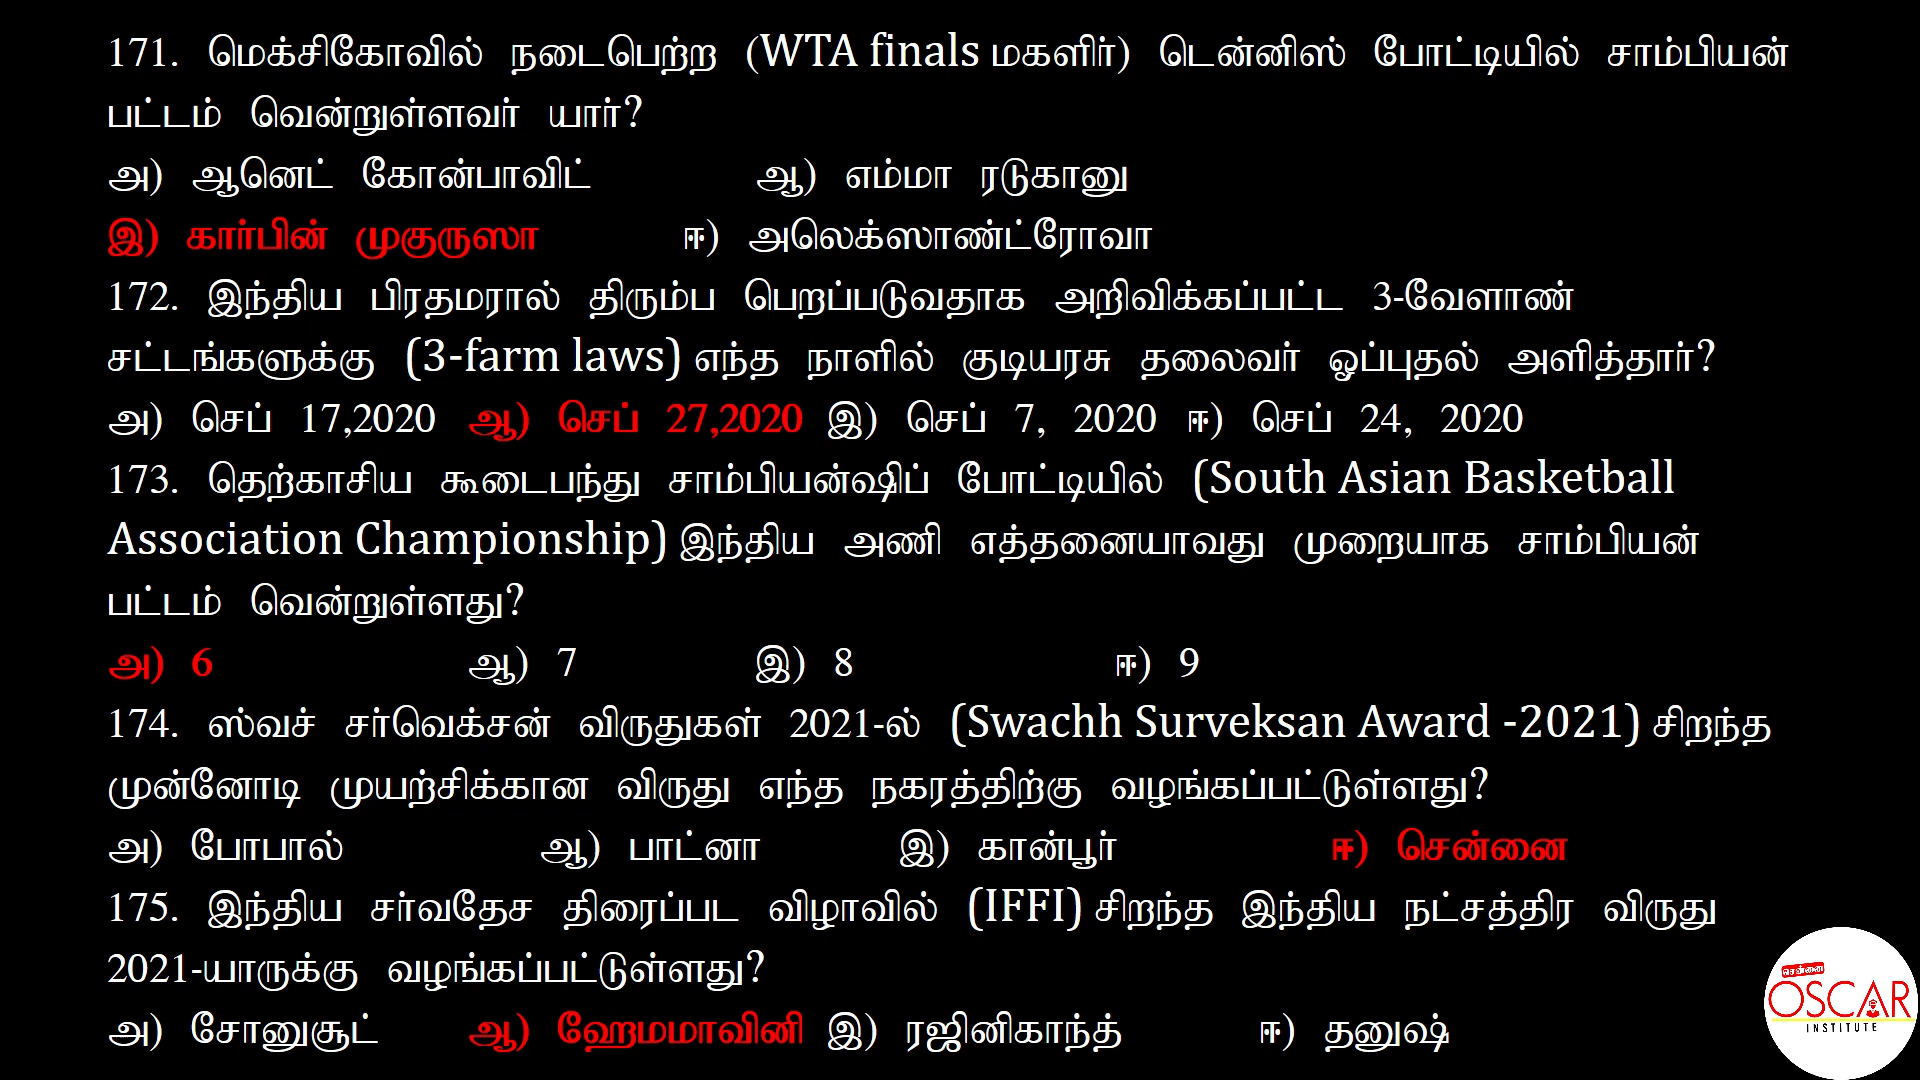 171. மெக்சிகோவில் நடைபெற்ற (WTA finals மகளிர்) டென்னிஸ் போட்டியில் சாம்பியன்
பட்டம் வென்றுள்ளவர் யார்?
அ) ஆனெட் கோன்பாவிட் ஆ) எம்மா ரடுகானு
இ) கார்பின் முகுருஸா ஈ) அலெக்ஸாண்ட்ரோவா
172. இந்திய பிரதமரால் திரும்ப பெறப்படுவதாக அறிவிக்கப்பட்ட 3-வேளாண்
சட்டங்களுக்கு (3-farm laws) எந்த நாளில் குடியரசு தலைவர் ஓப்புதல் அளித்தார்?
அ) செப் 17,2020 ஆ) செப் 27,2020 இ) செப் 7, 2020 ஈ) செப் 24, 2020
173. தெற்காசிய கூடைபந்து சாம்பியன்ஷிப் போட்டியில் (South Asian Basketball
Association Championship) இந்திய அணி எத்தனையாவது முறையாக சாம்பியன்
பட்டம் வென்றுள்ளது?
அ) 6 ஆ) 7 இ) 8 ஈ) 9
174. ஸ்வச் சர்வெக்சன் விருதுகள் 2021-ல் (Swachh Surveksan Award -2021) சிறந்த
முன்னோடி முயற்சிக்கான விருது எந்த நகரத்திற்கு வழங்கப்பட்டுள்ளது?
அ) போபால் ஆ) பாட்னா இ) கான்பூர் ஈ) சென்னை
175. இந்திய சர்வதேச திரைப்பட விழாவில் (IFFI) சிறந்த இந்திய நட்சத்திர விருது
2021-யாருக்கு வழங்கப்பட்டுள்ளது?
அ) சோனுசூட் ஆ) ஹேமமாவினி இ) ரஜினிகாந்த் ஈ) தனுஷ்
சென்னை
OSCAR
INSTITUTE